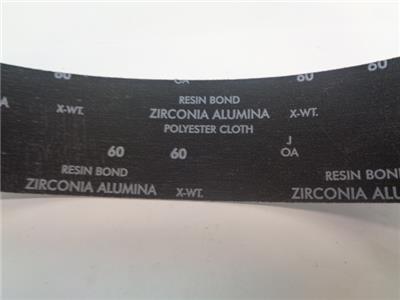 60 OA 60 60
RESIN BOND
A X-WT. ZIRCONIA ALUMINA X-WT.
POLYESTER CLOTH
60 60 J
OA
RESIN BOND RESIN BOND
ZIRCONIA ALUMINA X-WT. ZIRCONIA ALU